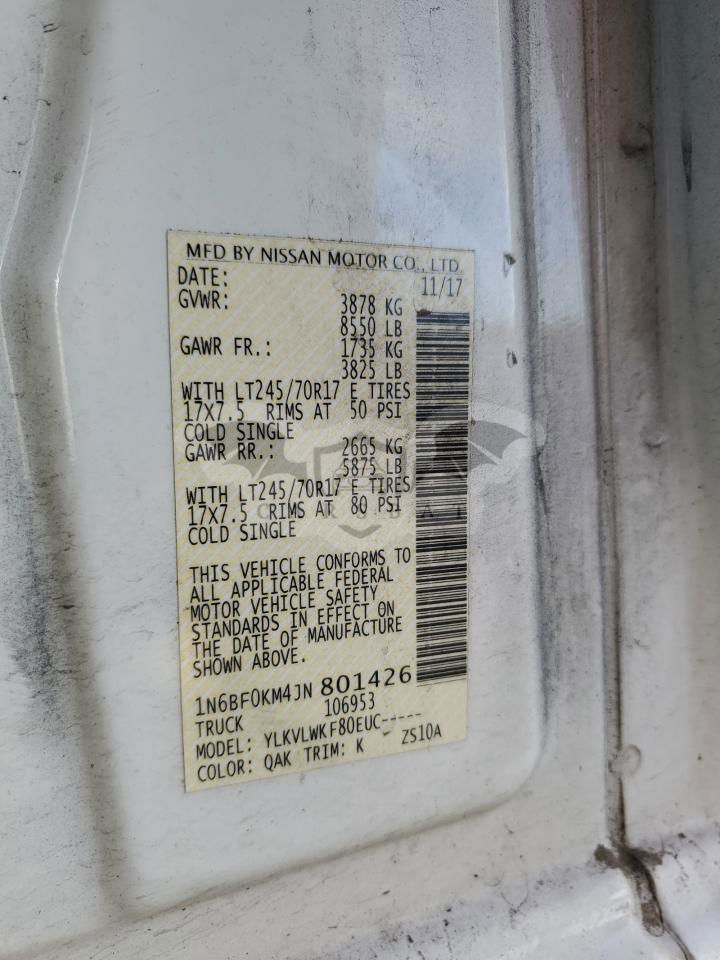 MFD BY NISSAN MOTOR CO., LTD.
DATE: 11/17
GVWR: 3878 KG
8550 LB
GAWR FR.: 1735 KG
3825 LB
WITH LT245/70R17 E TIRES
17X7.5 RIMS AT 50 PSI
COLD SINGLE
GAWR RR.: 2665 KG
5875 LB
WITH LT245/70R17 E TIRES
17X7.5 RIMS AT 80 PSI
COLD SINGLE
THIS VEHICLE CONFORMS TO
ALL APPLICABLE FEDERAL
MOTOR VEHICLE SAFETY
STANDARDS IN EFFECT ON
THE DATE OF MANUFACTURE
SHOWN ABOVE.
1N6BF0KM4JN 801426
TRUCK 106953
MODEL: YLKVLWKF80EUC-----
COLOR: QAK TRIM: K ZS10A